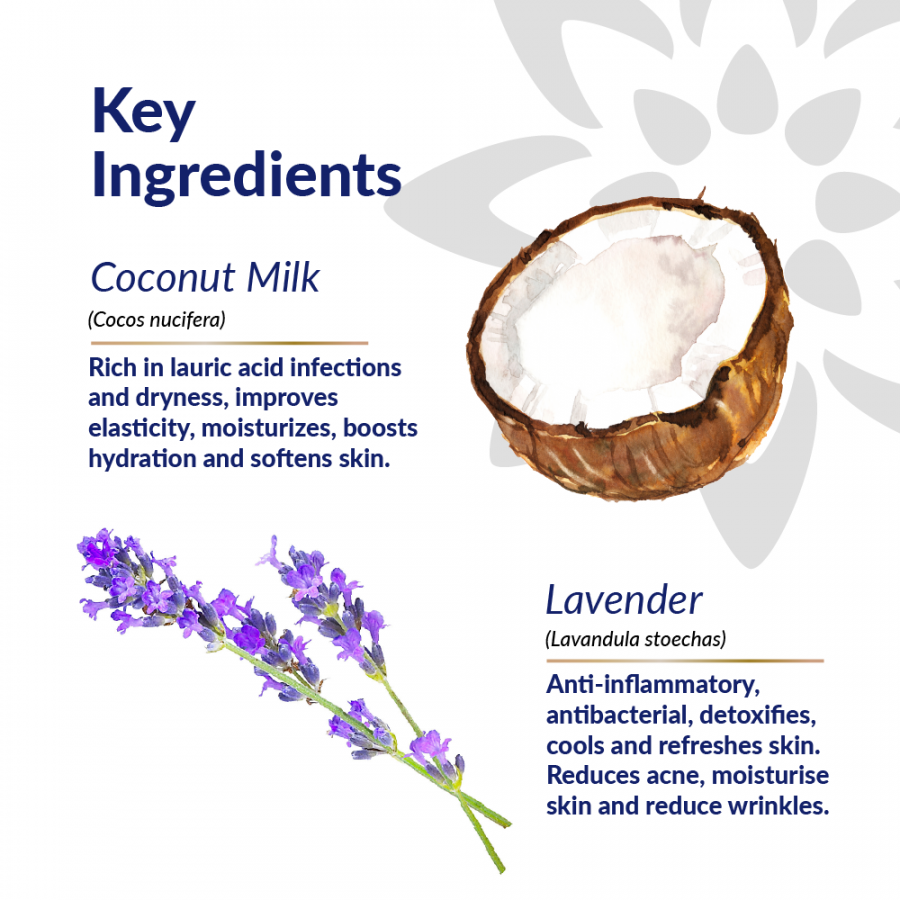 Key
Ingredients
Coconut Milk
(Cocos nucifera)
Rich in lauric acid infections
and dryness, improves
elasticity, moisturizes, boosts
hydration and softens skin.
Lavender
(Lavandula stoechas)
Anti-inflammatory,
antibacterial, detoxifies,
cools and refreshes skin.
Reduces acne, moisturise
skin and reduce wrinkles.